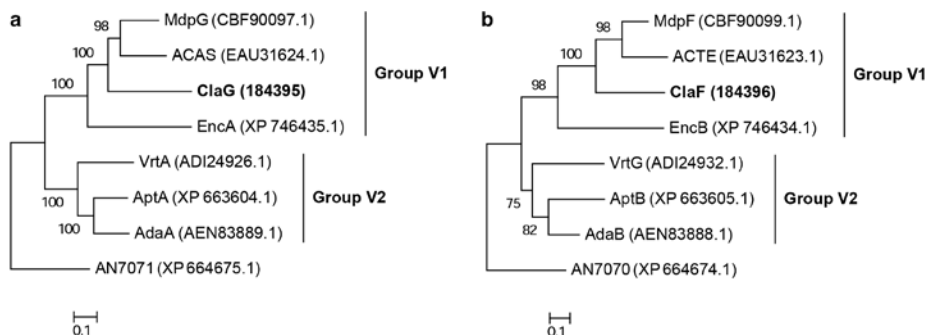 a
98
MdpG (CBF90097.1)
100
ACAS (EAU31624.1)
100
ClaG (184395)
EncA (XP 746435.1)
Group V1
VrtA (ADI24926.1)
100
AptA (XP 663604.1)
100
AdaA (AEN83889.1)
Group V2
AN7071 (XP 664675.1)
0.1
b
98
MdpF (CBF90099.1)
100
ACTE (EAU31623.1)
98
ClaF (184396)
EncB (XP 746434.1)
Group V1
VrtG (ADI24932.1)
75
AptB (XP 663605.1)
82
AdaB (AEN83888.1)
Group V2
AN7070 (XP 664674.1)
0.1